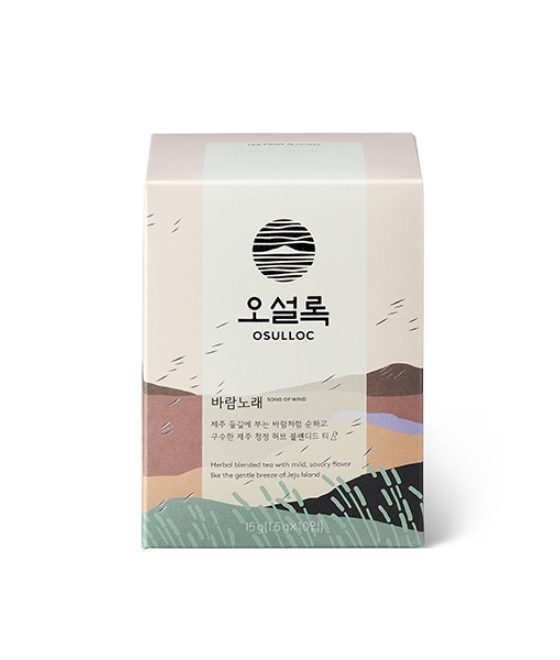 오설록
OSULLOC
바람노래 SONG OF WIND
제주 들길에 부는 바람처럼 순하고
구수한 제주 청정 허브 블렌디드 티
Herbal blended tea with mild, savory flavor
like the gentle breeze of Jeju Island
15 g(1.5 g×10입)